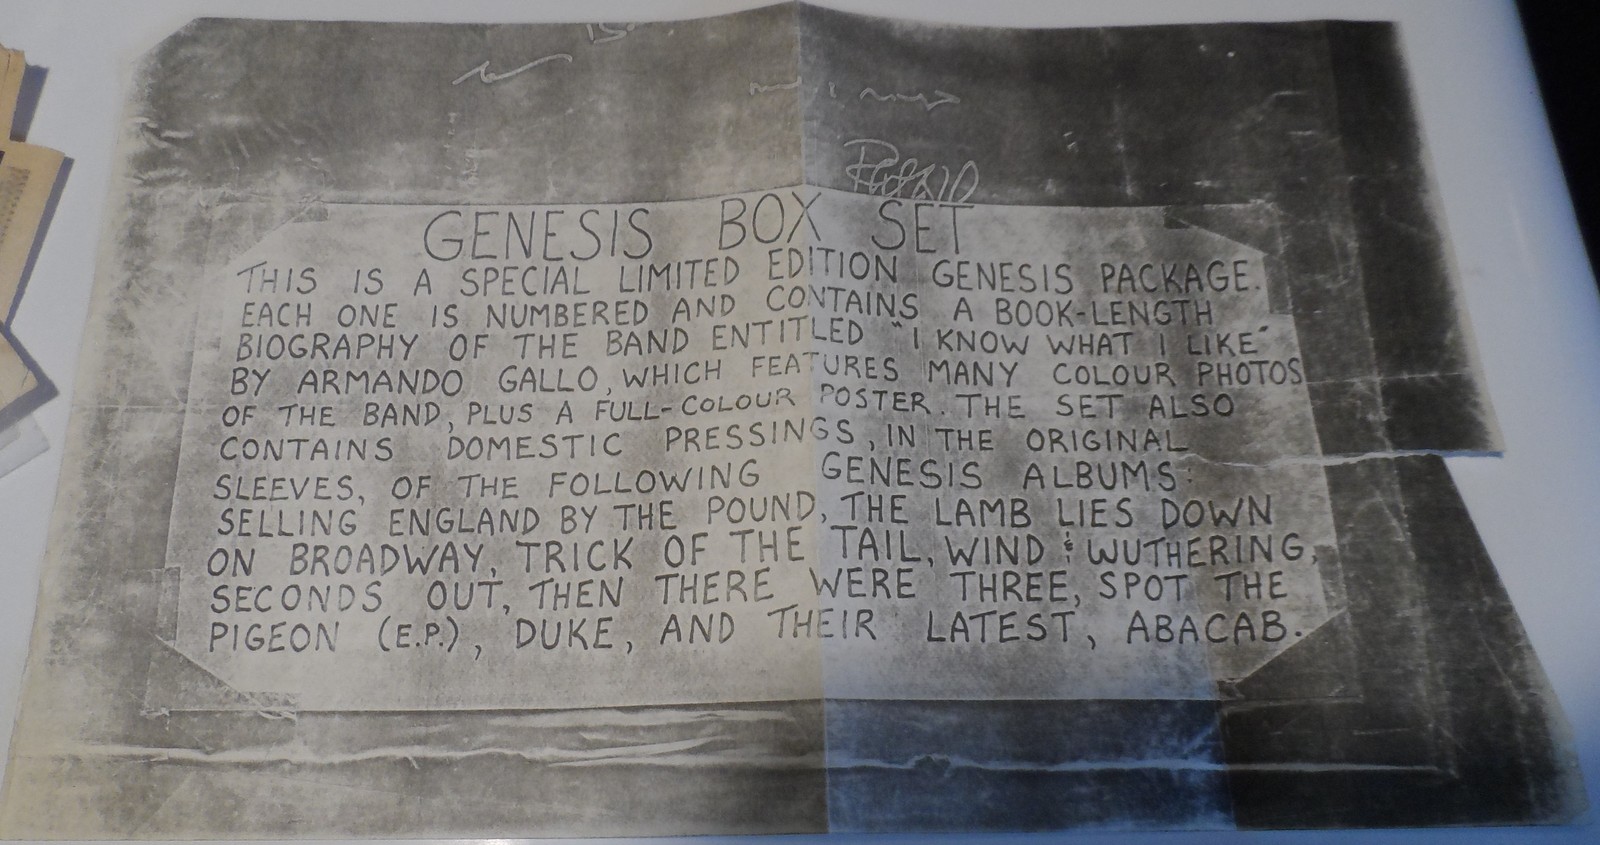 GENESIS BOX SET
THIS IS A SPECIAL LIMITED EDITION GENESIS PACKAGE.
EACH ONE IS NUMBERED AND CONTAINS A BOOK-LENGTH
BIOGRAPHY OF THE BAND ENTITLED "I KNOW WHAT I LIKE"
BY ARMANDO GALLO, WHICH FEATURES MANY COLOUR PHOTOS
OF THE BAND, PLUS A FULL-COLOUR POSTER. THE SET ALSO
CONTAINS DOMESTIC PRESSINGS, IN THE ORIGINAL
SLEEVES, OF THE FOLLOWING GENESIS ALBUMS:
SELLING ENGLAND BY THE POUND, THE LAMB LIES DOWN
ON BROADWAY, TRICK OF THE TAIL, WIND & WUTHERING,
SECONDS OUT, THEN THERE WERE THREE, SPOT THE
PIGEON (E.P.), DUKE, AND THEIR LATEST, ABACAB.